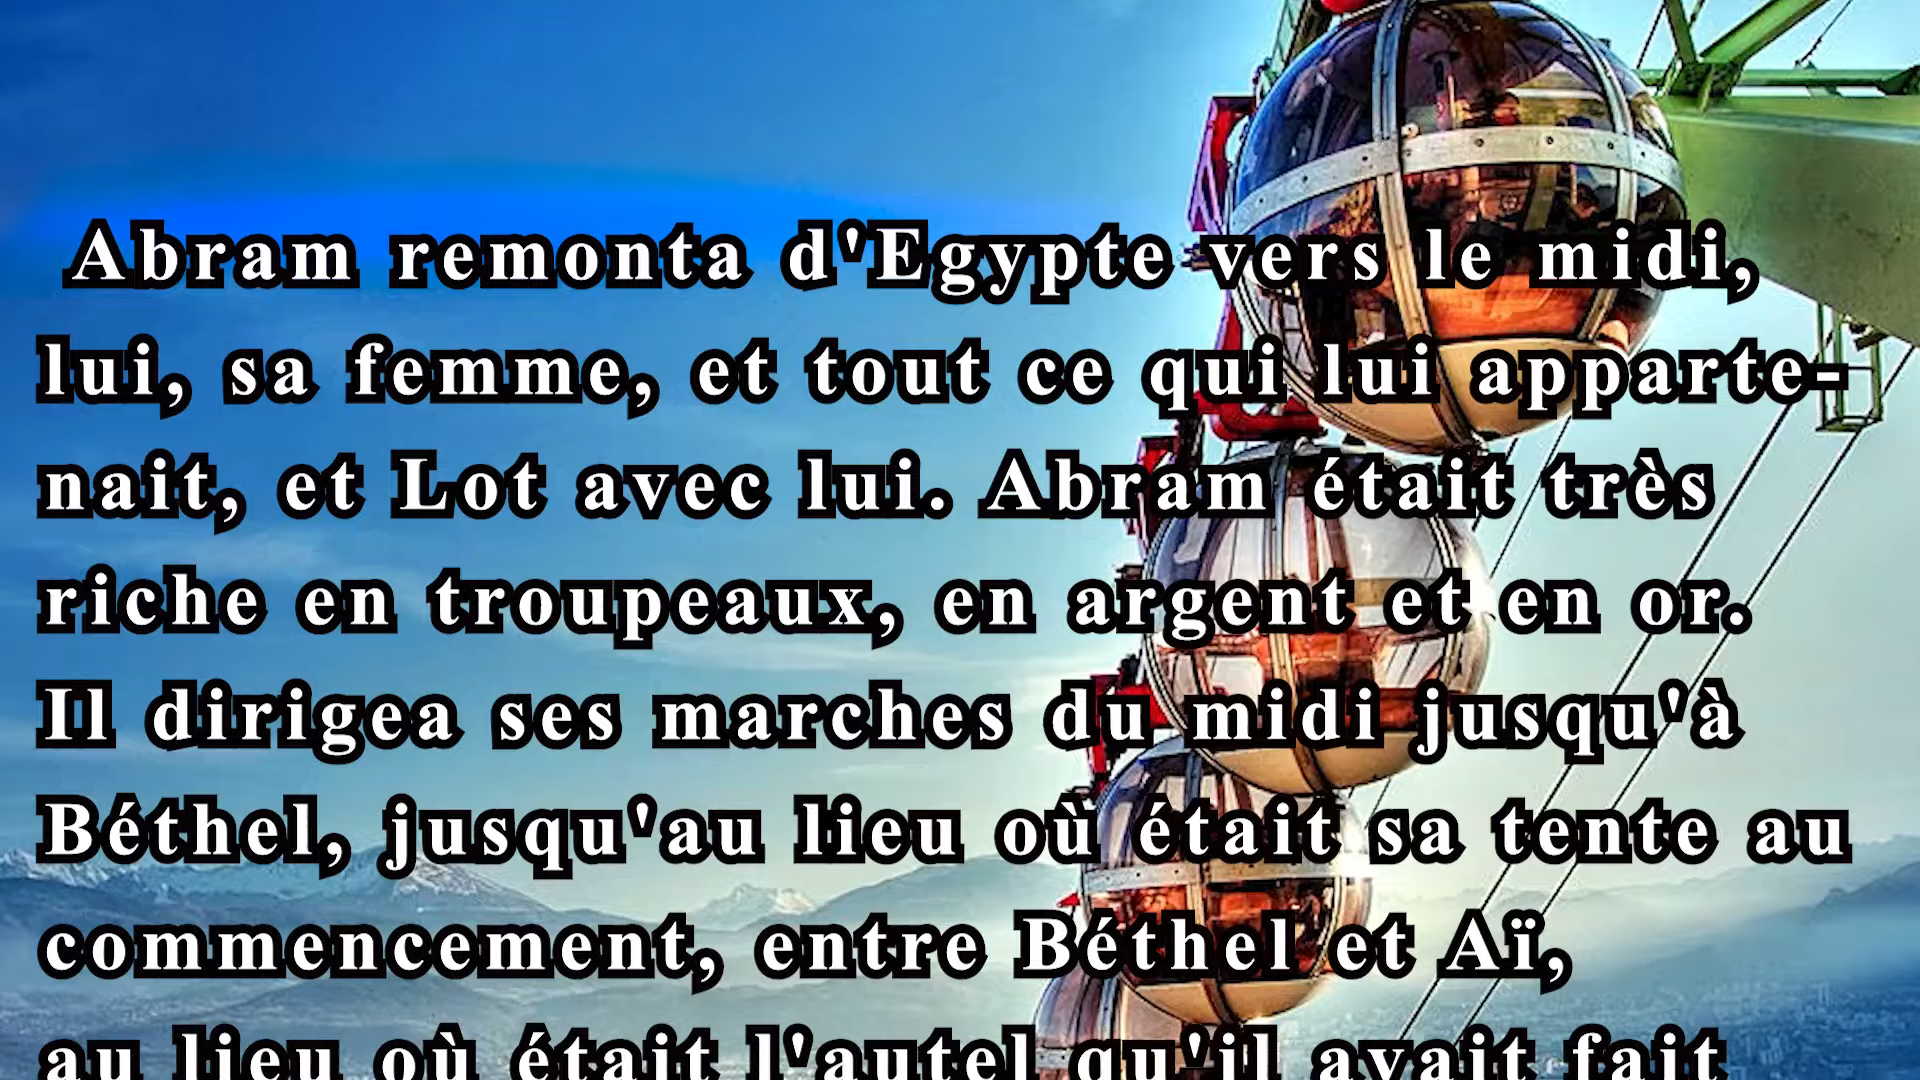 Abram remonta d'Egypte vers le midi,
lui, sa femme, et tout ce qui lui apparte-
nait, et Lot avec lui. Abram était très
riche en troupeaux, en argent et en or.
Il dirigea ses marches du midi jusqu'à
Béthel, jusqu'au lieu où était sa tente au
commencement, entre Béthel et Aï,
au lieu où était l'autel qu'il avait fait